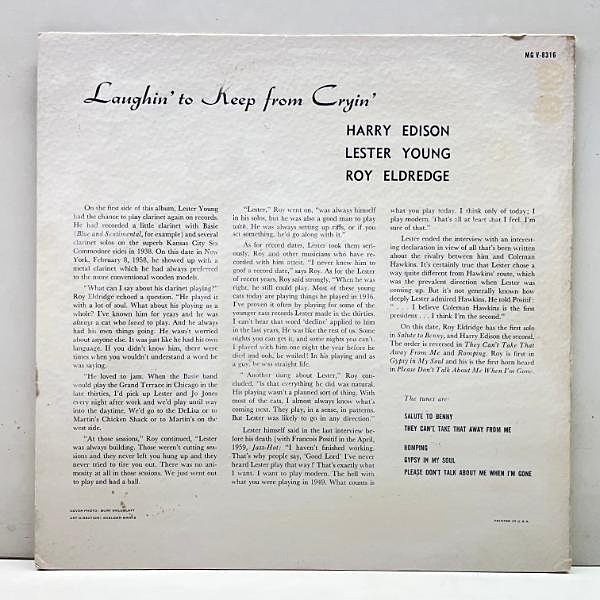 MG V-8316
Laughin' to Keep from Cryin'
HARRY EDISON
LESTER YOUNG
ROY ELDREDGE
On the first side of this album, Lester Young
had the chance to play clarinet again on records.
He had recorded a little clarinet with Basie
(Blue and Sentimental, for example) and several
clarinet solos on the superb Kansas City Six
Commodore sides in 1938. On this date in New
York, February 8, 1958, he showed up with a
metal clarinet which he had always preferred
to the more conventional wooden models.
"What can I say about his clarinet playing?"
Roy Eldridge echoed a question. "He played it
with a lot of soul. What about his playing as a
whole? I've known him for years and he was
always a cat who loved to play. And he always
had his own things going. He wasn't worried
about anyone else. It was just like he had his own
language. If you didn't know him, there were
times when you wouldn't understand a word he
was saying.
"He loved to jam. When the Basie band
would play the Grand Terrace in Chicago in the
late thirties, I'd pick up Lester and Jo Jones
every night after work and we'd play until way
into the daytime. We'd go to the DeLisa or to
Martin's Chicken Shack or to Martin's on the
west side.
"At those sessions," Roy continued, "Lester
was always building. Those weren't cutting ses-
sions and they never left you hung up and they
never tried to tire you out. There was no ani-
mosity at all in those sessions. We just went out
to play and had a ball.
"Lester," Roy went on, "was always himself
in his solos, but he was also a good man to play
with. He was always setting up riffs, or if you
set something, he'd go along with it."
As for record dates, Lester took them seri-
ously, Roy and other musicians who have re-
corded with him attest. "I never knew him to
goof a record date," says Roy. As for the Lester
of recent years, Roy said strongly, "When he was
right, he still could play. Most of these young
cats today are playing things he played in 1936.
I've proven it often by playing for some of the
younger cats records Lester made in the thirties.
I can't hear that word 'decline' applied to him
in the last years. He was like the rest of us. Some
nights you can get it, and some nights you can't.
I played with him one night the year before he
died and ooh, he wailed! In his playing and as a
guy, he was straight life.
"Another thing about Lester," Roy con-
cluded, "is that everything he did was natural.
His playing wasn't a planned sort of thing. With
most of the cats, I almost always know what's
coming next. They play, in a sense, in patterns.
But Lester was likely to go in any direction."
Lester himself said in the last interview be-
fore his death [with Francois Postif in the April,
1959, Jazz-Hot: "I haven't finished working.
That's why people say, 'Good Lord! I've never
heard Lester play that way!' That's exactly what
I want. I want to play modern. The hell with
what you were playing in 1949. What counts is
what you play today. I think only of today; I
play modern. That's all at heart that I feel. I'm
sure of that."
Lester ended the interview with an interest-
ing declaration in view of all that's been written
about the rivalry between him and Coleman
Hawkins. It's certainly true that Lester chose a
way quite different from Hawkins' route, which
was the prevalent direction when Lester was
coming up. But it's not generally known how
deeply Lester admired Hawkins. He told Positif:
". . . I believe Coleman Hawkins is the first
president. . . I think I'm the second."
On this date, Roy Eldridge has the first solo
in Salute to Benny, and Harry Edison the second.
The order is reversed in They Can't Take That
Away From Me and Romping. Roy is first in
Gypsy in My Soul and his is the first horn heard
in Please Don't Talk About Me When I'm Gone.
The tunes are:
SALUTE TO BENNY
THEY CAN'T TAKE THAT AWAY FROM ME
ROMPING
GYPSY IN MY SOUL
PLEASE DON'T TALK ABOUT ME WHEN I'M GONE
COVER PHOTO: BURT GOLDBLATT
ART DIRECTION: SHELDON MARKS
PRINTED IN U.S.A.